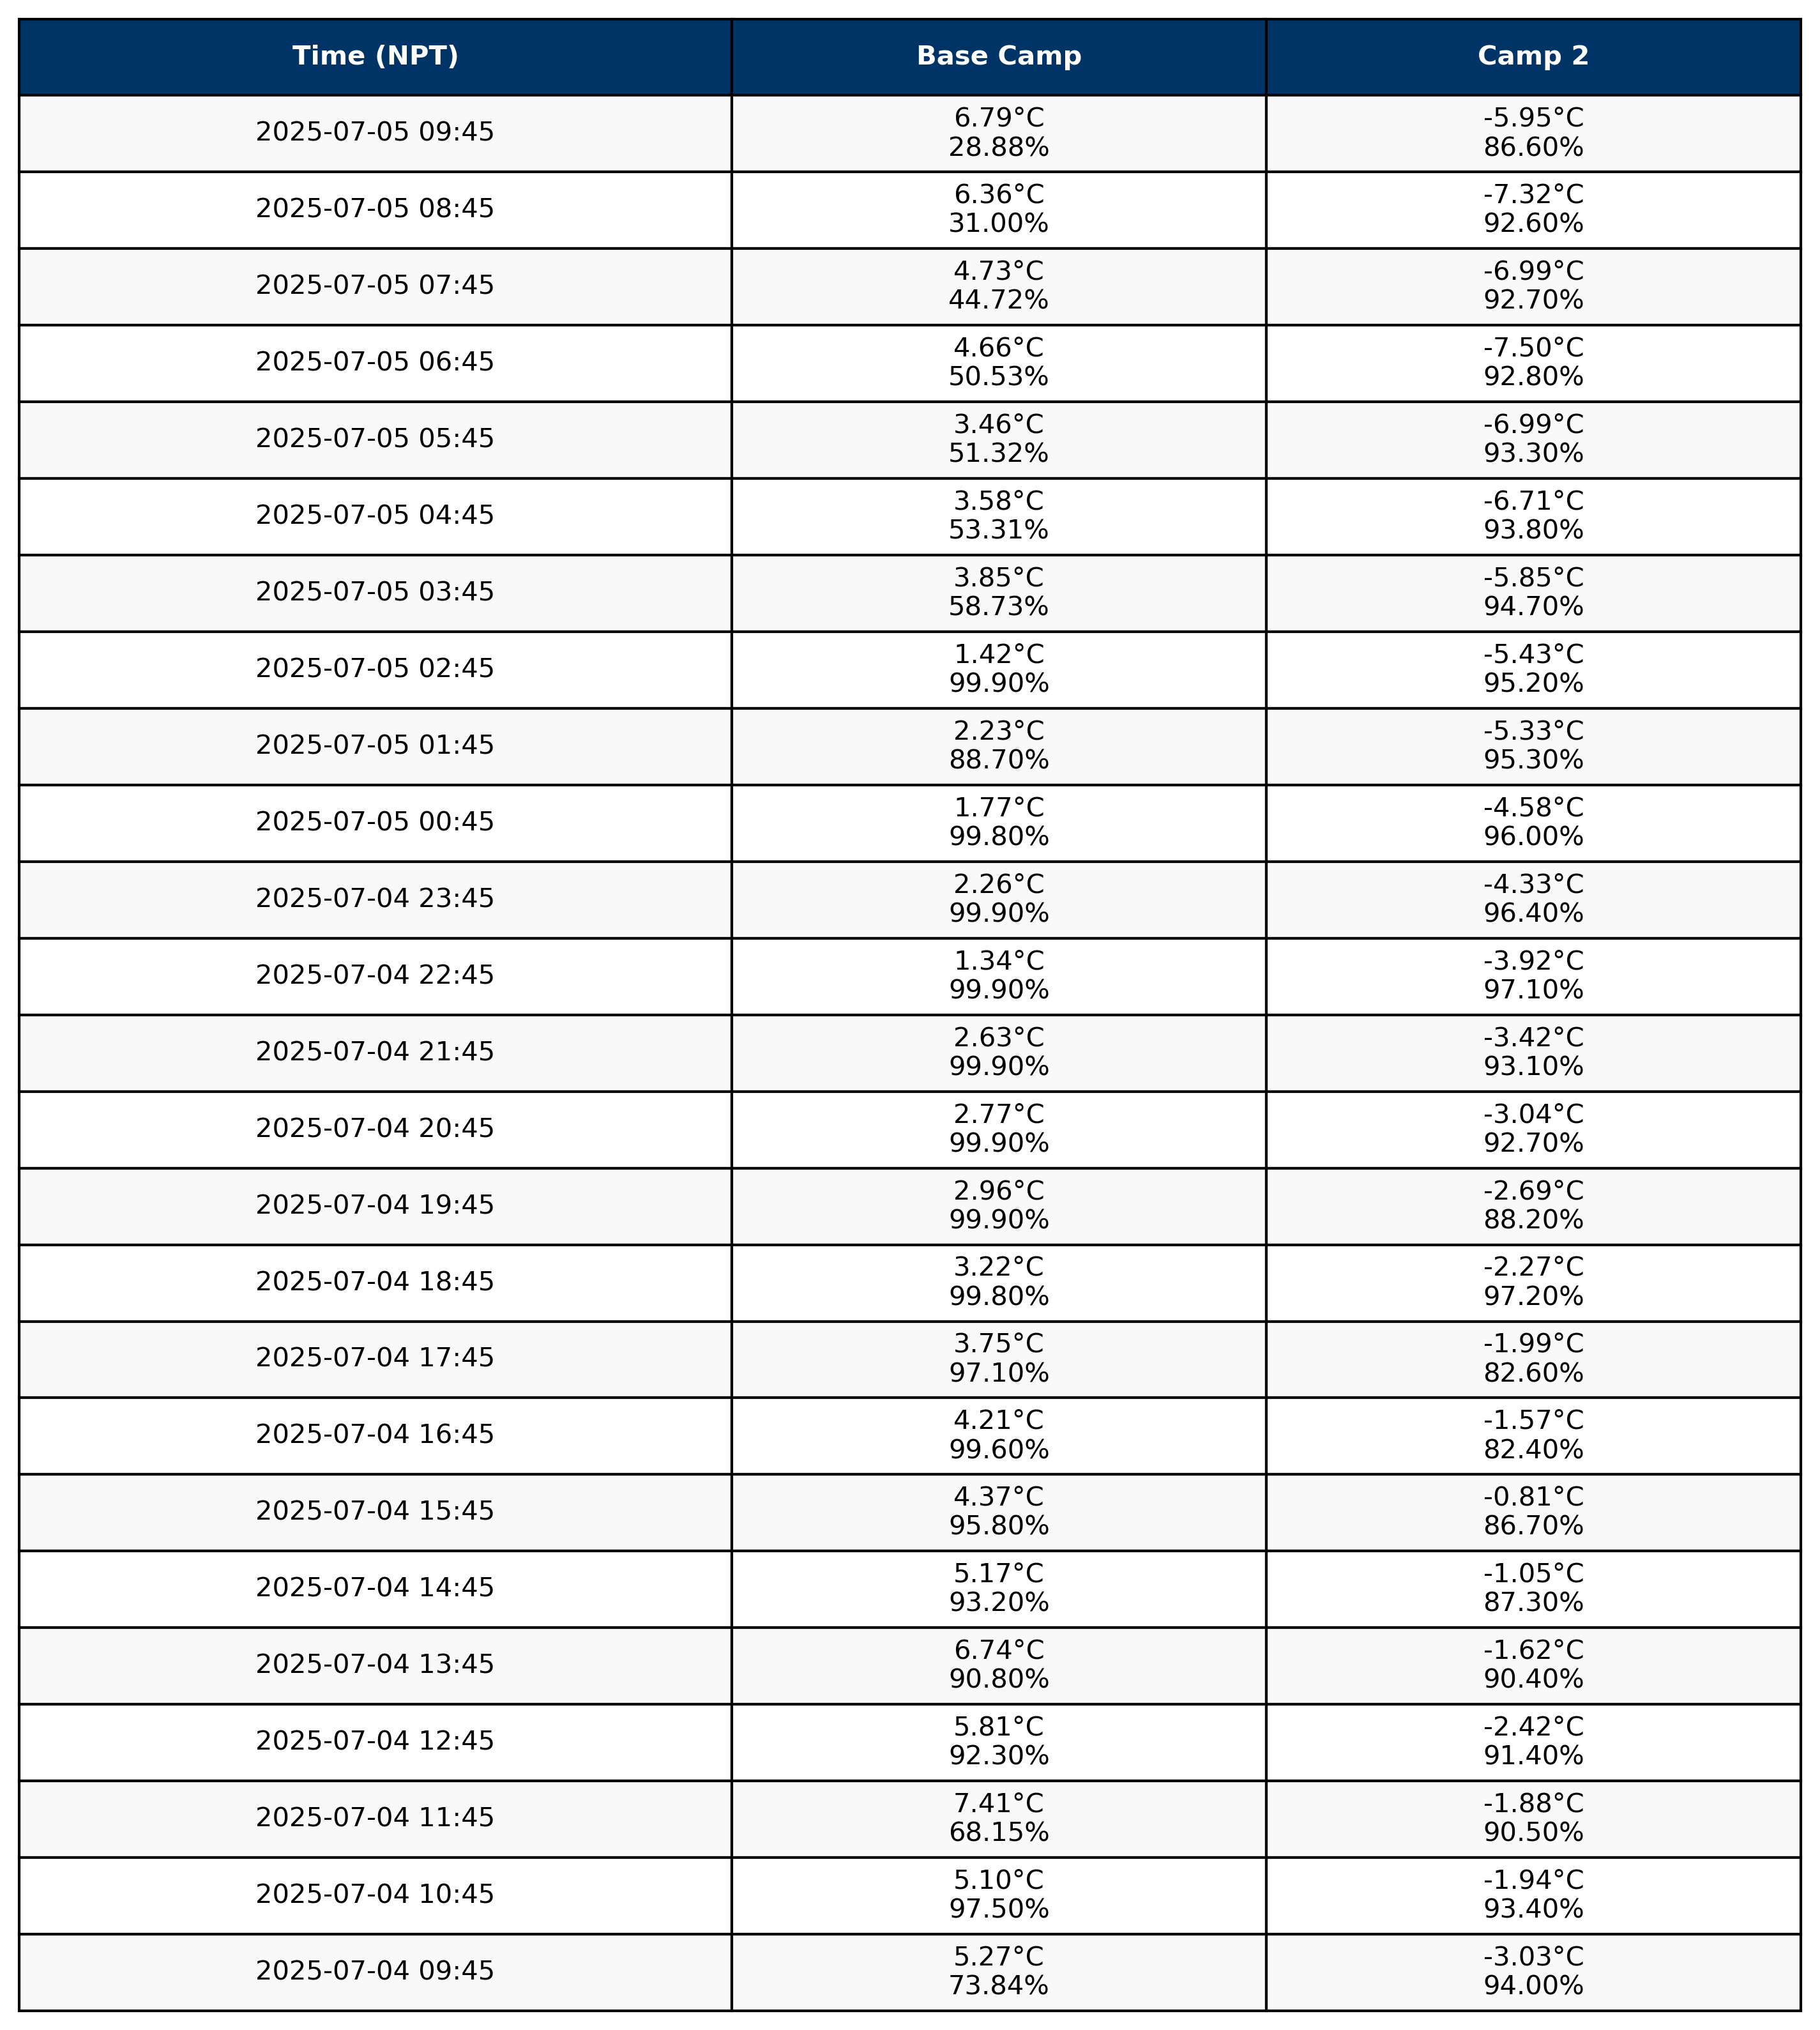 Time (NPT) Base Camp Camp 2
2025-07-05 09:45
6.79°C
28.88%
-5.95°C
86.60%
2025-07-05 08:45
6.36°C
31.00%
-7.32°C
92.60%
2025-07-05 07:45
4.73°C
44.72%
-6.99°C
92.70%
2025-07-05 06:45
4.66°C
50.53%
-7.50°C
92.80%
2025-07-05 05:45
3.46°C
51.32%
-6.99°C
93.30%
2025-07-05 04:45
3.58°C
53.31%
-6.71°C
93.80%
2025-07-05 03:45
3.85°C
58.73%
-5.85°C
94.70%
2025-07-05 02:45
1.42°C
99.90%
-5.43°C
95.20%
2025-07-05 01:45
2.23°C
88.70%
-5.33°C
95.30%
2025-07-05 00:45
1.77°C
99.80%
-4.58°C
96.00%
2025-07-04 23:45
2.26°C
99.90%
-4.33°C
96.40%
2025-07-04 22:45
1.34°C
99.90%
-3.92°C
97.10%
2025-07-04 21:45
2.63°C
99.90%
-3.42°C
93.10%
2025-07-04 20:45
2.77°C
99.90%
-3.04°C
92.70%
2025-07-04 19:45
2.96°C
99.90%
-2.69°C
88.20%
2025-07-04 18:45
3.22°C
99.80%
-2.27°C
97.20%
2025-07-04 17:45
3.75°C
97.10%
-1.99°C
82.60%
2025-07-04 16:45
4.21°C
99.60%
-1.57°C
82.40%
2025-07-04 15:45
4.37°C
95.80%
-0.81°C
86.70%
2025-07-04 14:45
5.17°C
93.20%
-1.05°C
87.30%
2025-07-04 13:45
6.74°C
90.80%
-1.62°C
90.40%
2025-07-04 12:45
5.81°C
92.30%
-2.42°C
91.40%
2025-07-04 11:45
7.41°C
68.15%
-1.88°C
90.50%
2025-07-04 10:45
5.10°C
97.50%
-1.94°C
93.40%
2025-07-04 09:45
5.27°C
73.84%
-3.03°C
94.00%